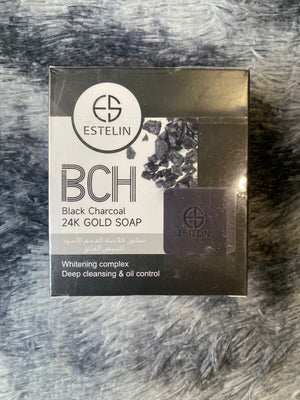 ES
ESTELIN
BCH
Black Charcoal
24K GOLD SOAP
صابون خلاصة الفحم الأسود
ES
ESTELIN
Whitening complex
Deep cleansing & oil control